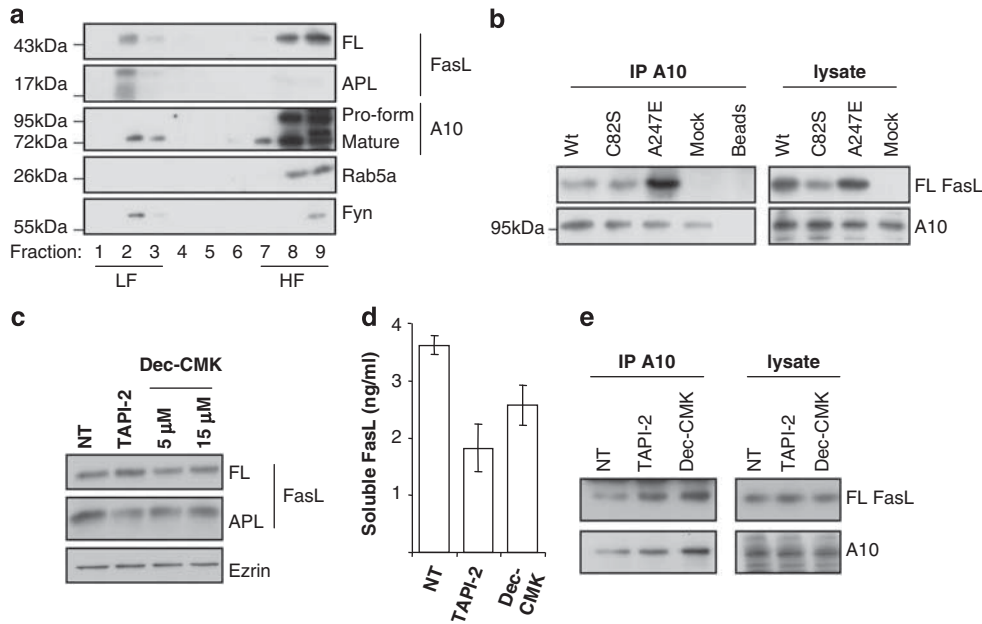 a
43kDa
FL
17kDa
APL
FasL
95kDa
Pro-form
72kDa
Mature
A10
26kDa
Rab5a
55kDa
Fyn
Fraction: 1 2 3 4 5 6 7 8 9
LF HF
b
IP A10 lysate
Wt C82S A247E Mock Beads Wt C82S A247E Mock
FL FasL
95kDa
A10
c
Dec-CMK
NT TAPI-2 5 µM 15 µM
FL
APL
FasL
Ezrin
d
Soluble FasL (ng/ml)
4
3
2
1
NT TAPI-2 Dec-
CMK
e
IP A10 lysate
NT TAPI-2 Dec-CMK NT TAPI-2 Dec-CMK
FL FasL
A10